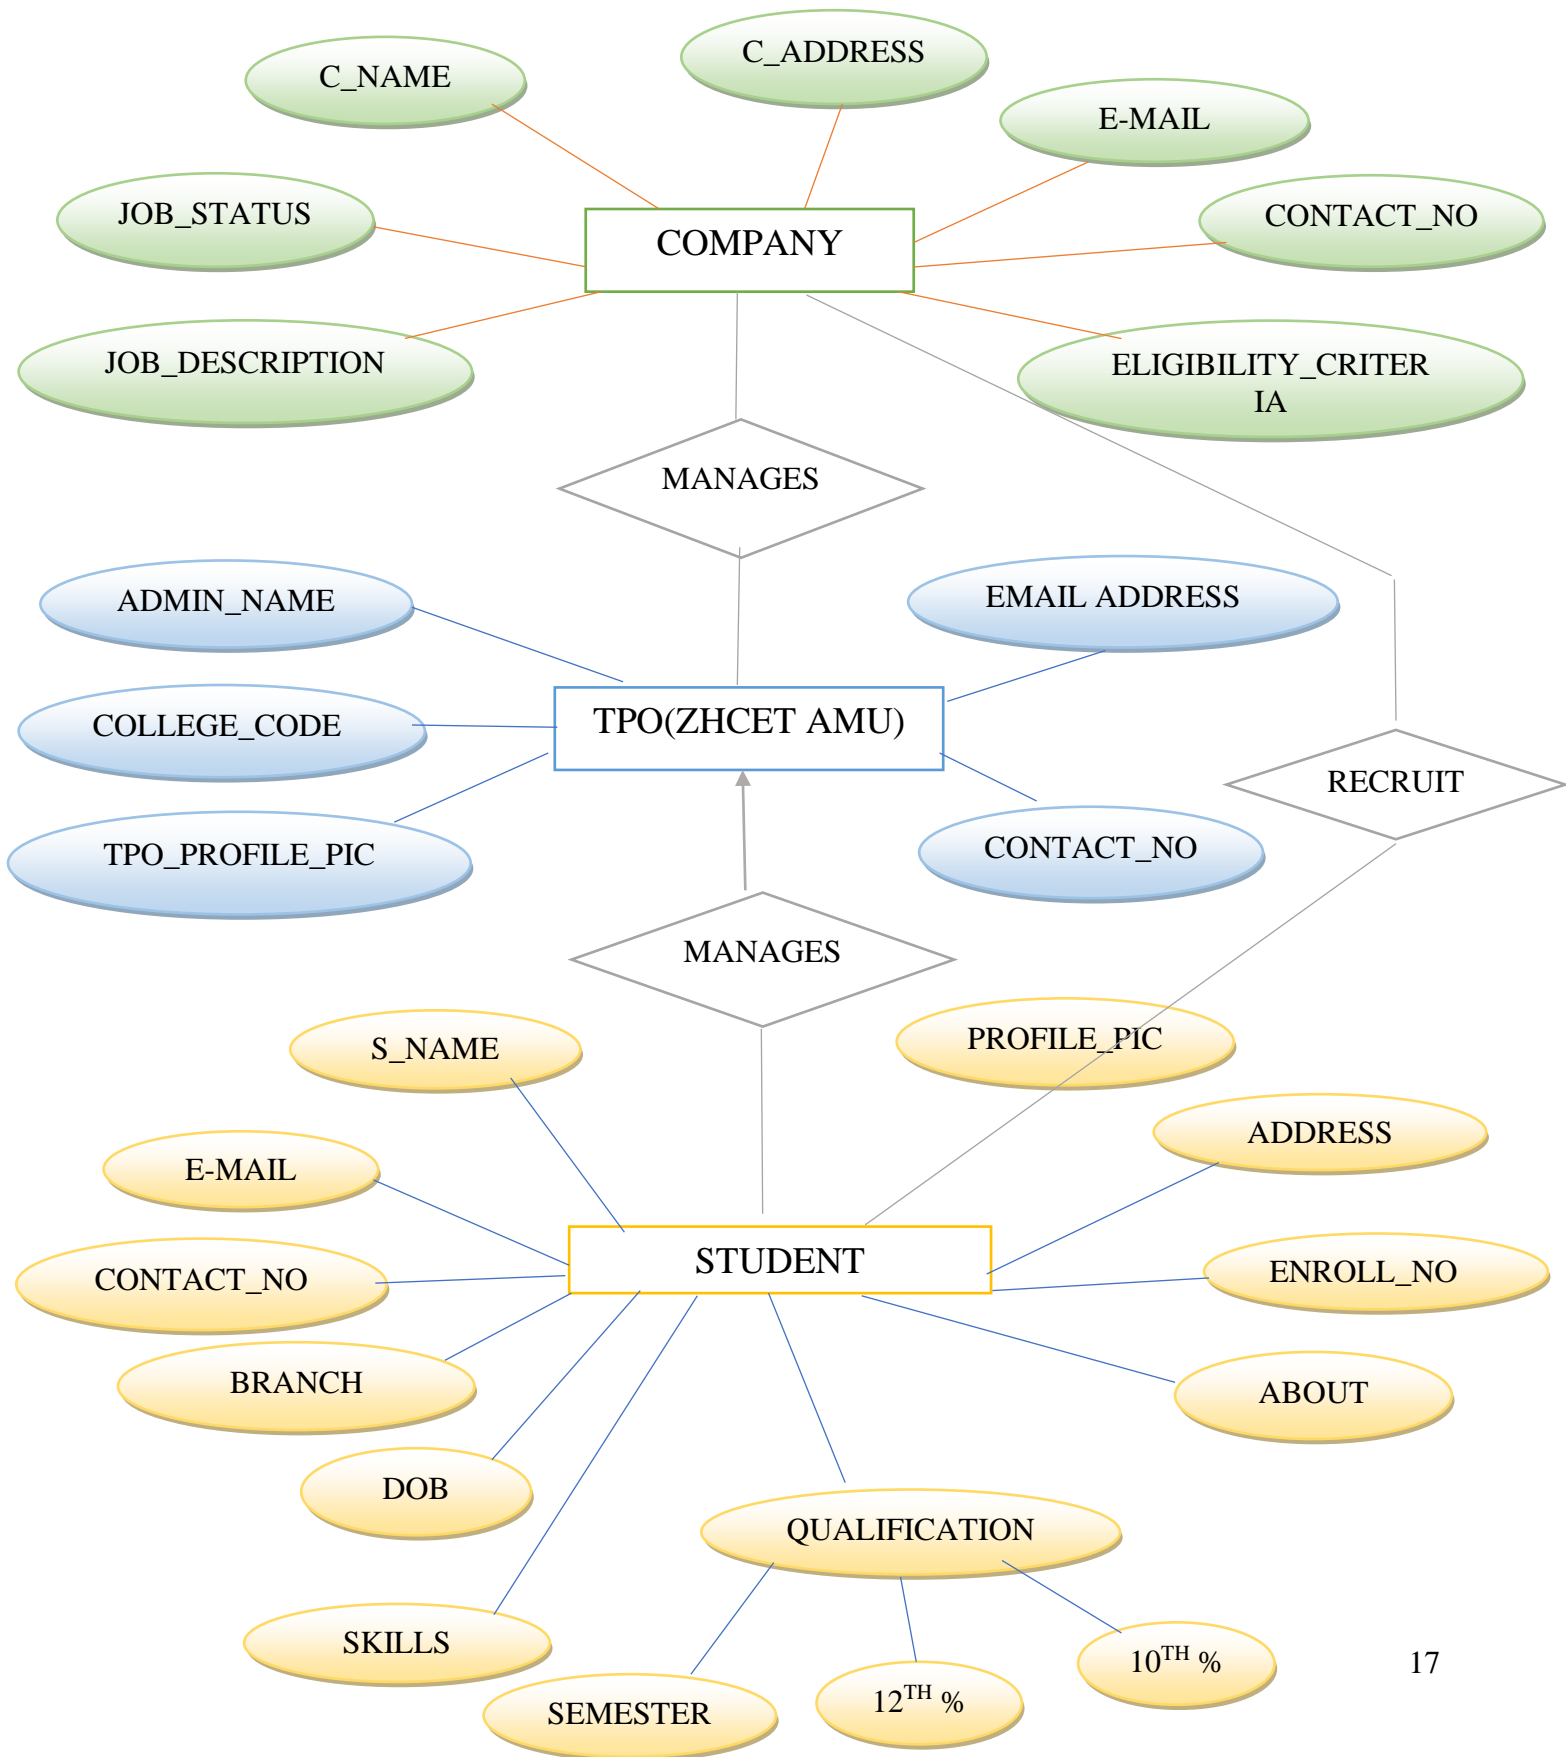 C_NAME
C_ADDRESS
E-MAIL
JOB_STATUS
CONTACT_NO
COMPANY
JOB_DESCRIPTION
ELIGIBILITY_CRITER
IA
MANAGES
ADMIN_NAME
EMAIL ADDRESS
COLLEGE_CODE
TPO(ZHCET AMU)
RECRUIT
TPO_PROFILE_PIC
CONTACT_NO
MANAGES
S_NAME
PROFILE_PIC
ADDRESS
E-MAIL
STUDENT
CONTACT_NO
ENROLL_NO
BRANCH
ABOUT
DOB
QUALIFICATION
SKILLS
10TH %
17
SEMESTER
12TH %